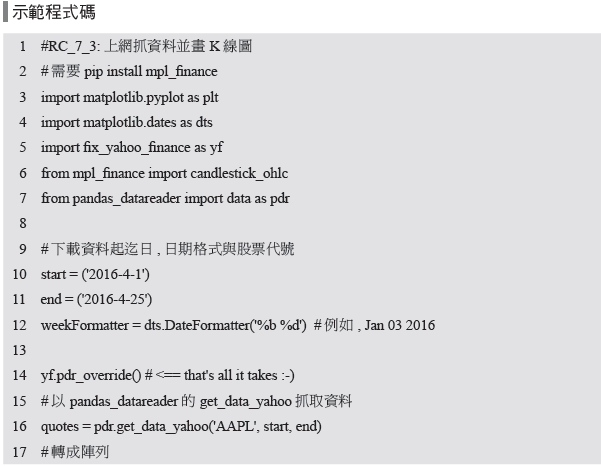 示範程式碼
1 #RC_7_3: 上網抓資料並畫 K 線圖
2 # 需要 pip install mpl_finance
3 import matplotlib.pyplot as plt
4 import matplotlib.dates as dts
5 import fix_yahoo_finance as yf
6 from mpl_finance import candlestick_ohlc
7 from pandas_datareader import data as pdr
8
9 # 下載資料起迄日 , 日期格式與股票代號
10 start = ('2016-4-1')
11 end = ('2016-4-25')
12 weekFormatter = dts.DateFormatter('%b %d')  # 例如 , Jan 03 2016
13
14 yf.pdr_override() # <== that's all it takes :-)
15 # 以 pandas_datareader 的 get_data_yahoo 抓取資料
16 quotes = pdr.get_data_yahoo('AAPL', start, end)
17 # 轉成陣列